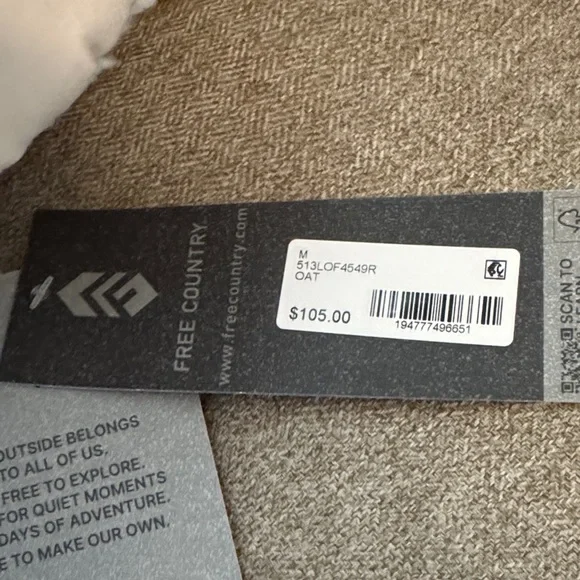 FREE COUNTRY
www.freecountry.com
M
513LOF4549R
OAT
$105.00
194777496651
SCAN TO
OUTSIDE BELONGS
TO ALL OF US.
FREE TO EXPLORE.
FOR QUIET MOMENTS
DAYS OF ADVENTURE.
TO MAKE OUR OWN.